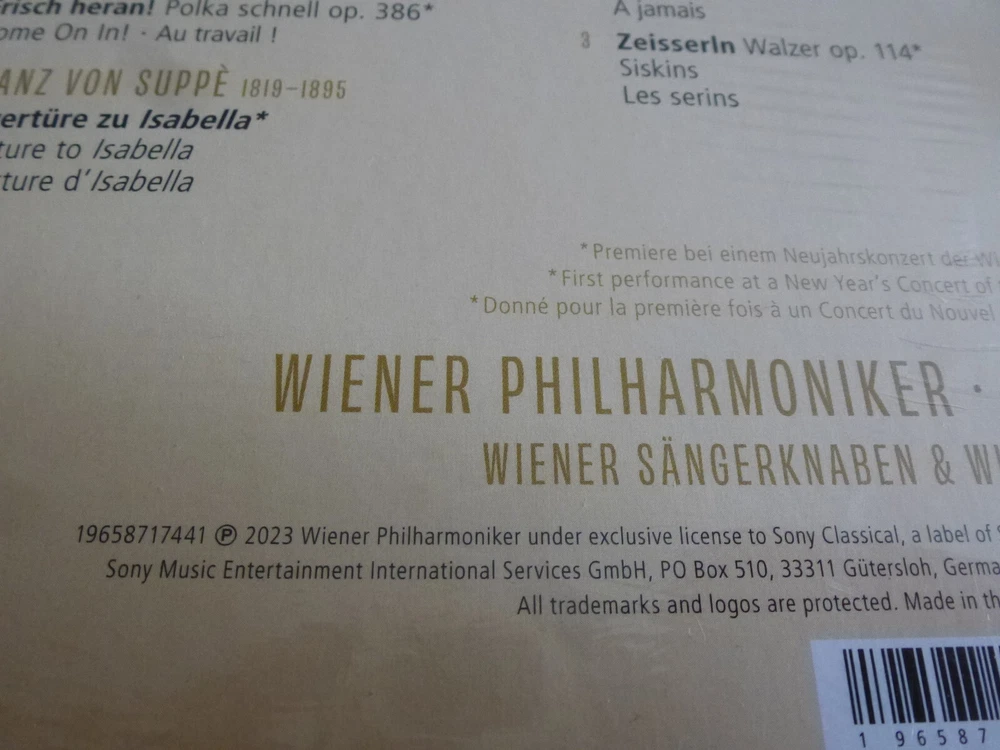 risch heran! Polka schnell op. 386*
ome On In! · Au travail !
ANZ VON SUPPÈ 1819–1895
ertüre zu Isabella*
ture to Isabella
ture d'Isabella
À jamais
3 Zeisserln Walzer op. 114*
Siskins
Les serins
*Premiere bei einem Neujahrskonzert der Wi
*First performance at a New Year's Concert of
*Donné pour la première fois à un Concert du Nouvel
WIENER PHILHARMONIKER ·
WIENER SÄNGERKNABEN & WI
19658717441 ℗ 2023 Wiener Philharmoniker under exclusive license to Sony Classical, a label of S
Sony Music Entertainment International Services GmbH, PO Box 510, 33311 Gütersloh, Germa
All trademarks and logos are protected. Made in th
1 96587